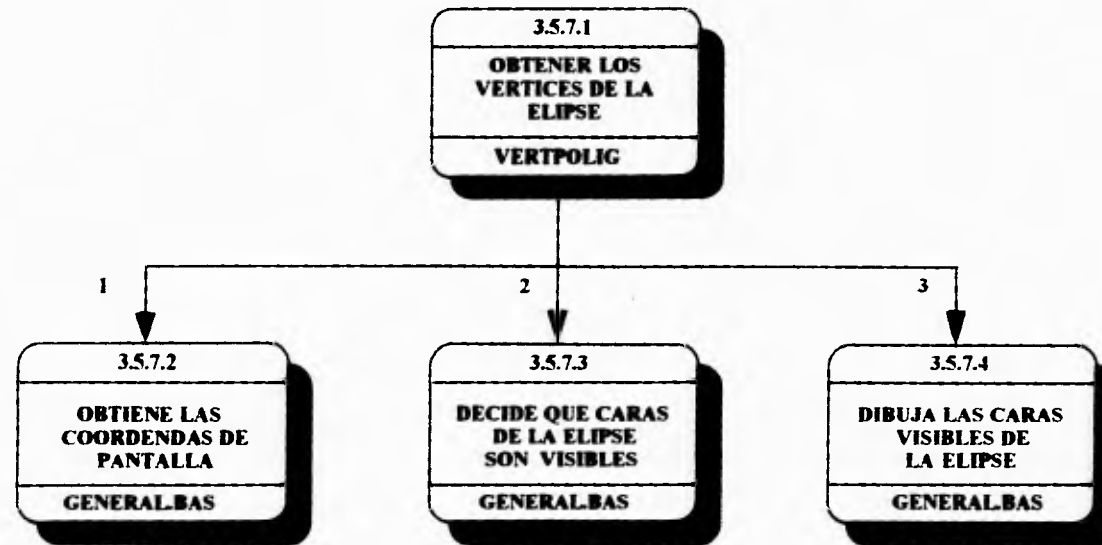 3.5.7.1
OBTENER LOS
VERTICES DE LA
ELIPSE
VERTPOLIG
1
2
3
3.5.7.2
OBTIENE LAS
COORDENDAS DE
PANTALLA
GENERAL.BAS
3.5.7.3
DECIDE QUE CARAS
DE LA ELIPSE
SON VISIBLES
GENERAL.BAS
3.5.7.4
DIBUJA LAS CARAS
VISIBLES DE
LA ELIPSE
GENERAL.BAS